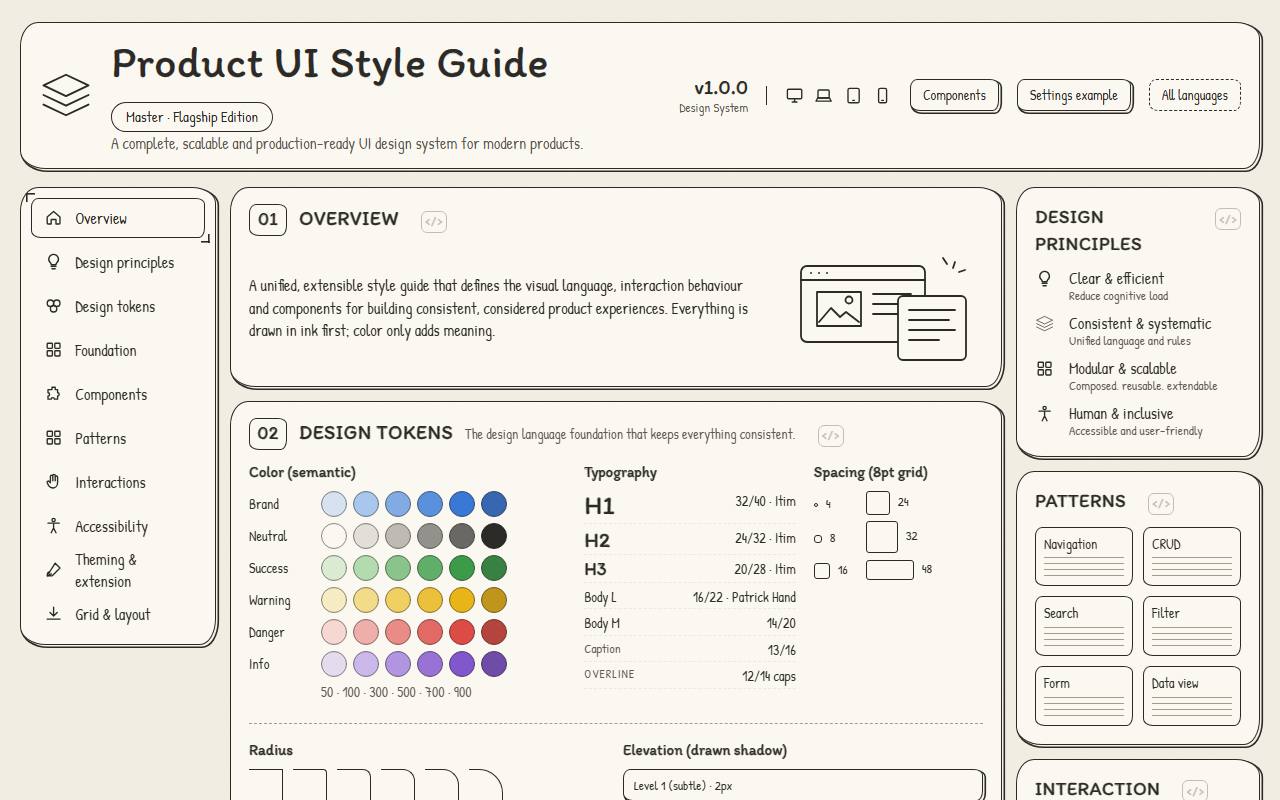 Product UI Style Guide
Master · Flagship Edition
A complete, scalable and production-ready UI design system for modern products.
v1.0.0
Design System
Components
Settings example
All languages
Overview
Design principles
Design tokens
Foundation
Components
Patterns
Interactions
Accessibility
Theming &
extension
Grid & layout
01 OVERVIEW </>
A unified, extensible style guide that defines the visual language, interaction behaviour
and components for building consistent, considered product experiences. Everything is
drawn in ink first; color only adds meaning.
02 DESIGN TOKENS The design language foundation that keeps everything consistent. </>
Color (semantic)
Brand
Neutral
Success
Warning
Danger
Info
50 · 100 · 300 · 500 · 700 · 900
Typography
H1 32/40 · Itim
H2 24/32 · Itim
H3 20/28 · Itim
Body L 16/22 · Patrick Hand
Body M 14/20
Caption 13/16
OVERLINE 12/14 caps
Spacing (8pt grid)
4 24
8 32
16 48
Radius
Elevation (drawn shadow)
Level 1 (subtle) · 2px
DESIGN </>
PRINCIPLES
Clear & efficient
Reduce cognitive load
Consistent & systematic
Unified language and rules
Modular & scalable
Composed, reusable, extendable
Human & inclusive
Accessible and user-friendly
PATTERNS </>
Navigation CRUD
Search Filter
Form Data view
INTERACTION </>